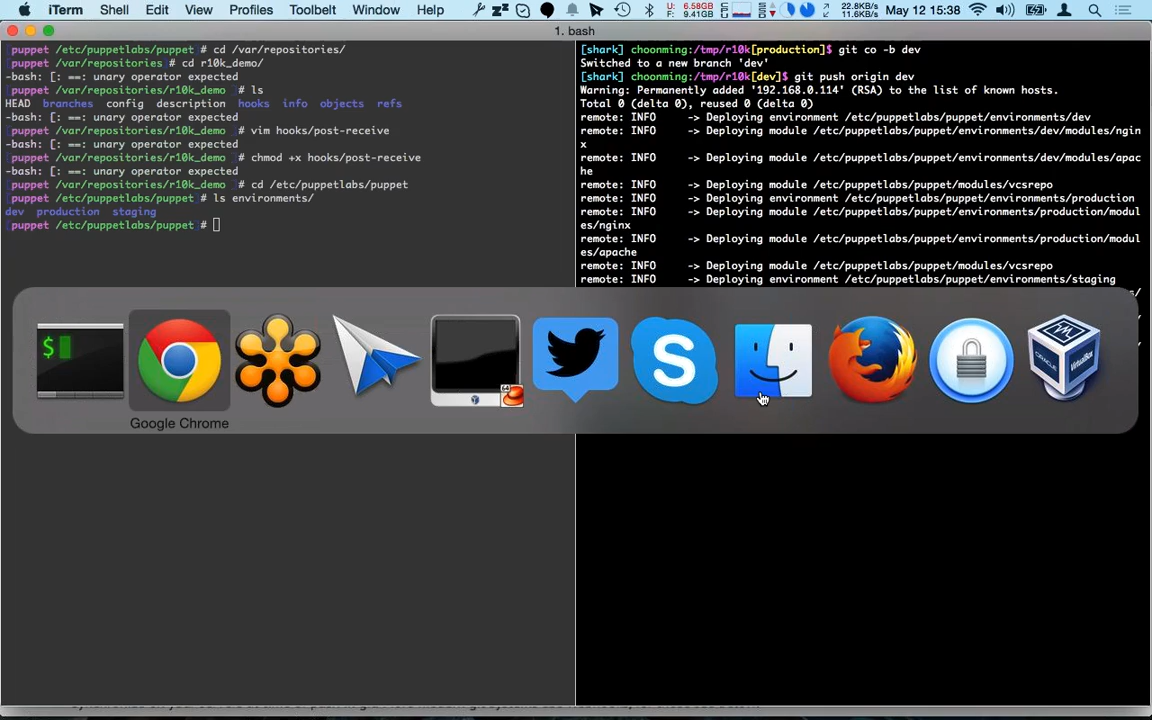 iTerm Shell Edit View Profiles Toolbelt Window Help
U: 6.58GB
F: 9.41GB
22.8KB/s
11.6KB/s
May 12 15:38
1. bash
[puppet /etc/puppetlabs/puppet# cd /var/repositories/
[puppet /var/repositories# cd r10k_demo/
-bash: [: ==: unary operator expected
[puppet /var/repositories/r10k_demo # ls
HEAD branches config description hooks info objects refs
-bash: [: ==: unary operator expected
[puppet /var/repositories/r10k_demo # vim hooks/post-receive
-bash: [: ==: unary operator expected
[puppet /var/repositories/r10k_demo # chmod +x hooks/post-receive
-bash: [: ==: unary operator expected
[puppet /var/repositories/r10k_demo # cd /etc/puppetlabs/puppet
[puppet /etc/puppetlabs/puppet# ls environments/
dev production staging
[puppet /etc/puppetlabs/puppet#
[shark] choonming:/tmp/r10k[production]$ git co -b dev
Switched to a new branch 'dev'
[shark] choonming:/tmp/r10k[dev]$ git push origin dev
Warning: Permanently added '192.168.0.114' (RSA) to the list of known hosts.
Total 0 (delta 0), reused 0 (delta 0)
remote: INFO -> Deploying environment /etc/puppetlabs/puppet/environments/dev
remote: INFO -> Deploying module /etc/puppetlabs/puppet/environments/dev/modules/ngin
x
remote: INFO -> Deploying module /etc/puppetlabs/puppet/environments/dev/modules/apac
he
remote: INFO -> Deploying module /etc/puppetlabs/puppet/modules/vcsrepo
remote: INFO -> Deploying environment /etc/puppetlabs/puppet/environments/production
remote: INFO -> Deploying module /etc/puppetlabs/puppet/environments/production/modul
es/nginx
remote: INFO -> Deploying module /etc/puppetlabs/puppet/environments/production/modul
es/apache
remote: INFO -> Deploying module /etc/puppetlabs/puppet/modules/vcsrepo
remote: INFO -> Deploying environment /etc/puppetlabs/puppet/environments/staging
$
64
ORACLE
VirtualBox
Google Chrome